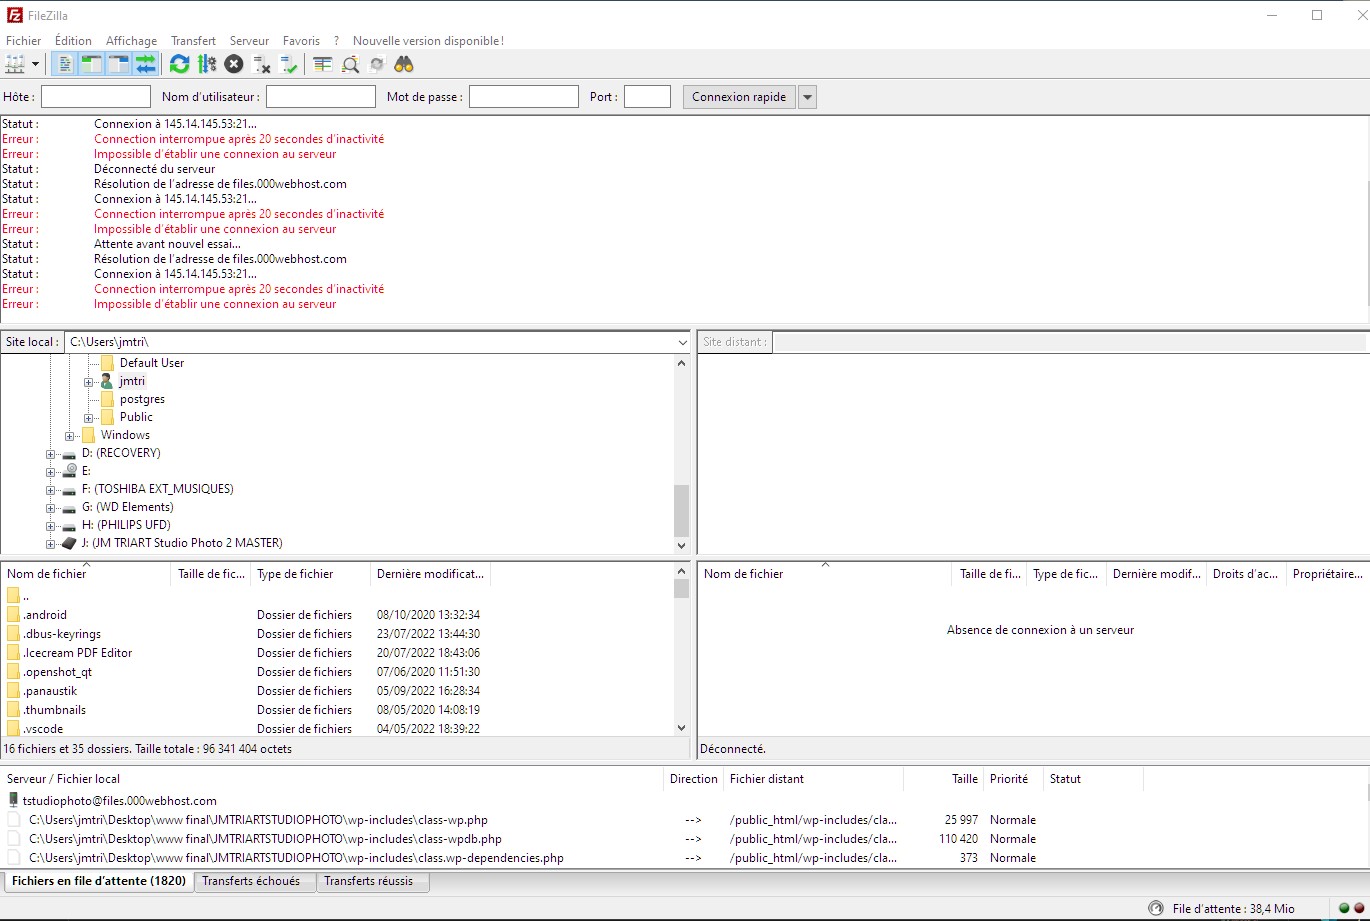 FileZilla
Fichier Édition Affichage Transfert Serveur Favoris ? Nouvelle version disponible!
Hôte : Nom d'utilisateur : Mot de passe : Port : Connexion rapide
Statut : Connexion à 145.14.145.53:21...
Erreur : Connection interrompue après 20 secondes d'inactivité
Erreur : Impossible d'établir une connexion au serveur
Statut : Déconnecté du serveur
Statut : Résolution de l'adresse de files.000webhost.com
Statut : Connexion à 145.14.145.53:21...
Erreur : Connection interrompue après 20 secondes d'inactivité
Erreur : Impossible d'établir une connexion au serveur
Statut : Attente avant nouvel essai...
Statut : Résolution de l'adresse de files.000webhost.com
Statut : Connexion à 145.14.145.53:21...
Erreur : Connection interrompue après 20 secondes d'inactivité
Erreur : Impossible d'établir une connexion au serveur
Site local : C:\Users\jmtri\
Default User
jmtri
postgres
Public
Windows
D: (RECOVERY)
E:
F: (TOSHIBA EXT_MUSIQUES)
G: (WD Elements)
H: (PHILIPS UFD)
J: (JM TRIART Studio Photo 2 MASTER)
Site distant :
Nom de fichier Taille de fic... Type de fichier Dernière modificat...
..
.android Dossier de fichiers 08/10/2020 13:32:34
.dbus-keyrings Dossier de fichiers 23/07/2022 13:44:30
.Icecream PDF Editor Dossier de fichiers 20/07/2022 18:43:06
.openshot_qt Dossier de fichiers 07/06/2020 11:51:30
.panaustik Dossier de fichiers 05/09/2022 16:28:34
.thumbnails Dossier de fichiers 08/05/2020 14:08:19
.vscode Dossier de fichiers 04/05/2022 18:39:22
16 fichiers et 35 dossiers. Taille totale : 96 341 404 octets
Nom de fichier Taille de fi... Type de fic... Dernière modif... Droits d'ac... Propriétaire...
Absence de connexion à un serveur
Déconnecté.
Serveur / Fichier local Direction Fichier distant Taille Priorité Statut
tstudiophoto@files.000webhost.com
C:\Users\jmtri\Desktop\www final\JMTRIARTSTUDIOPHOTO\wp-includes\class-wp.php --> /public_html/wp-includes/cla... 25 997 Normale
C:\Users\jmtri\Desktop\www final\JMTRIARTSTUDIOPHOTO\wp-includes\class-wpdb.php --> /public_html/wp-includes/cla... 110 420 Normale
C:\Users\jmtri\Desktop\www final\JMTRIARTSTUDIOPHOTO\wp-includes\class.wp-dependencies.php --> /public_html/wp-includes/cla... 373 Normale
Fichiers en file d'attente (1820) Transferts échoués Transferts réussis
File d'attente : 38,4 Mio